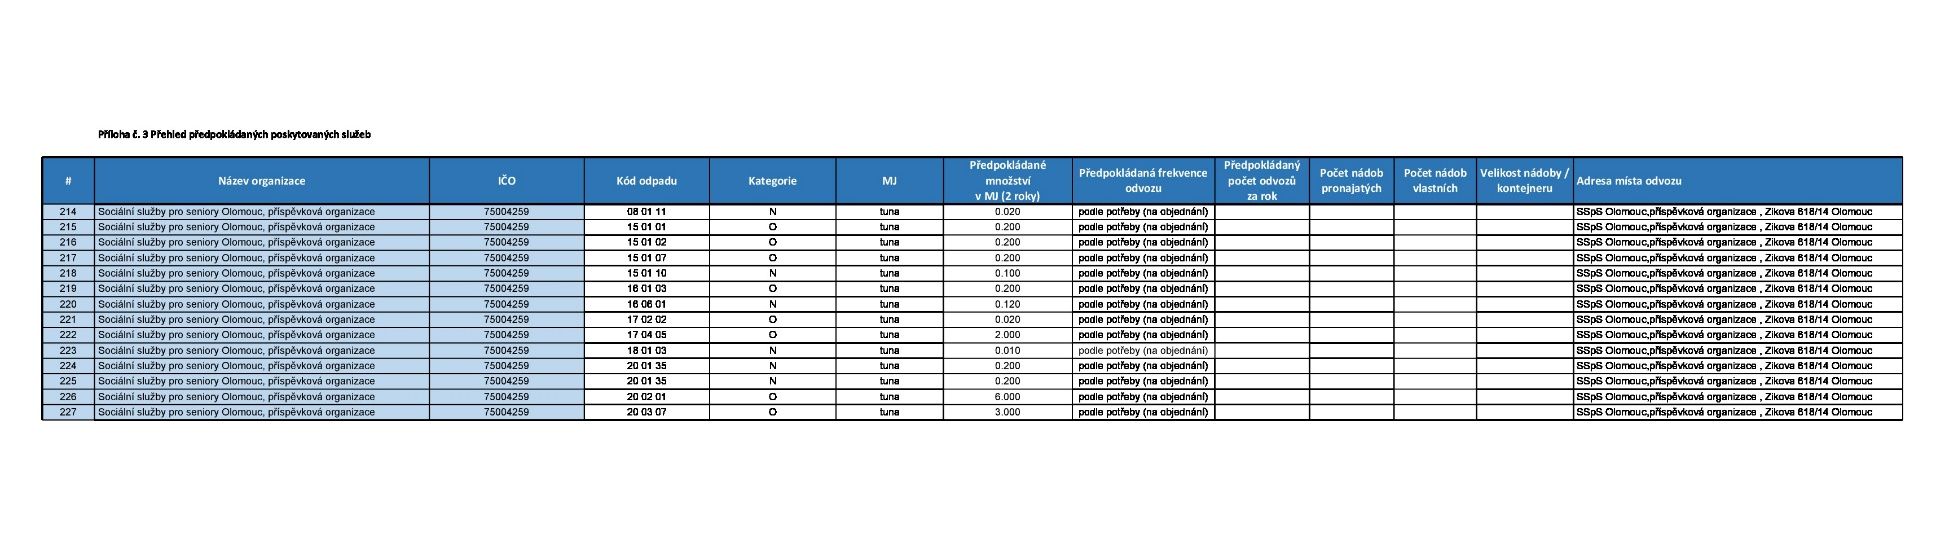 Příloha č. 3 Přehled předpokládaných poskytovaných služeb
# Název organizace IČO Kód odpadu Kategorie MJ Předpokládané množství v MJ (2 roky) Předpokládaná frekvence odvozu Předpokládaný počet odvozů za rok Počet nádob pronajatých Počet nádob vlastních Velikost nádoby / kontejneru Adresa místa odvozu
214 Sociální služby pro seniory Olomouc, příspěvková organizace 75004259 08 01 11 N tuna 0.020 podle potřeby (na objednání) SSpS Olomouc,příspěvková organizace , Zikova 618/14 Olomouc
215 Sociální služby pro seniory Olomouc, příspěvková organizace 75004259 15 01 01 O tuna 0.200 podle potřeby (na objednání) SSpS Olomouc,příspěvková organizace , Zikova 618/14 Olomouc
216 Sociální služby pro seniory Olomouc, příspěvková organizace 75004259 15 01 02 O tuna 0.200 podle potřeby (na objednání) SSpS Olomouc,příspěvková organizace , Zikova 618/14 Olomouc
217 Sociální služby pro seniory Olomouc, příspěvková organizace 75004259 15 01 07 O tuna 0.200 podle potřeby (na objednání) SSpS Olomouc,příspěvková organizace , Zikova 618/14 Olomouc
218 Sociální služby pro seniory Olomouc, příspěvková organizace 75004259 15 01 10 N tuna 0.100 podle potřeby (na objednání) SSpS Olomouc,příspěvková organizace , Zikova 618/14 Olomouc
219 Sociální služby pro seniory Olomouc, příspěvková organizace 75004259 16 01 03 O tuna 0.200 podle potřeby (na objednání) SSpS Olomouc,příspěvková organizace , Zikova 618/14 Olomouc
220 Sociální služby pro seniory Olomouc, příspěvková organizace 75004259 16 06 01 N tuna 0.120 podle potřeby (na objednání) SSpS Olomouc,příspěvková organizace , Zikova 618/14 Olomouc
221 Sociální služby pro seniory Olomouc, příspěvková organizace 75004259 17 02 02 O tuna 0.020 podle potřeby (na objednání) SSpS Olomouc,příspěvková organizace , Zikova 618/14 Olomouc
222 Sociální služby pro seniory Olomouc, příspěvková organizace 75004259 17 04 05 O tuna 2.000 podle potřeby (na objednání) SSpS Olomouc,příspěvková organizace , Zikova 618/14 Olomouc
223 Sociální služby pro seniory Olomouc, příspěvková organizace 75004259 18 01 03 N tuna 0.010 podle potřeby (na objednání) SSpS Olomouc,příspěvková organizace , Zikova 618/14 Olomouc
224 Sociální služby pro seniory Olomouc, příspěvková organizace 75004259 20 01 35 N tuna 0.200 podle potřeby (na objednání) SSpS Olomouc,příspěvková organizace , Zikova 618/14 Olomouc
225 Sociální služby pro seniory Olomouc, příspěvková organizace 75004259 20 01 35 N tuna 0.200 podle potřeby (na objednání) SSpS Olomouc,příspěvková organizace , Zikova 618/14 Olomouc
226 Sociální služby pro seniory Olomouc, příspěvková organizace 75004259 20 02 01 O tuna 6.000 podle potřeby (na objednání) SSpS Olomouc,příspěvková organizace , Zikova 618/14 Olomouc
227 Sociální služby pro seniory Olomouc, příspěvková organizace 75004259 20 03 07 O tuna 3.000 podle potřeby (na objednání) SSpS Olomouc,příspěvková organizace , Zikova 618/14 Olomouc